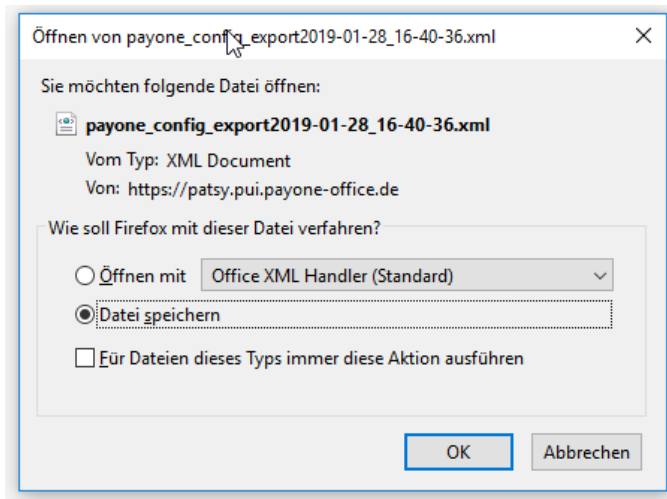 Öffnen von payone_config_export2019-01-28_16-40-36.xml
Sie möchten folgende Datei öffnen:
payone_config_export2019-01-28_16-40-36.xml
Vom Typ: XML Document
Von: https://patsy.pui.payone-office.de
Wie soll Firefox mit dieser Datei verfahren?
Öffnen mit Office XML Handler (Standard)
Datei speichern
Für Dateien dieses Typs immer diese Aktion ausführen
OK Abbrechen